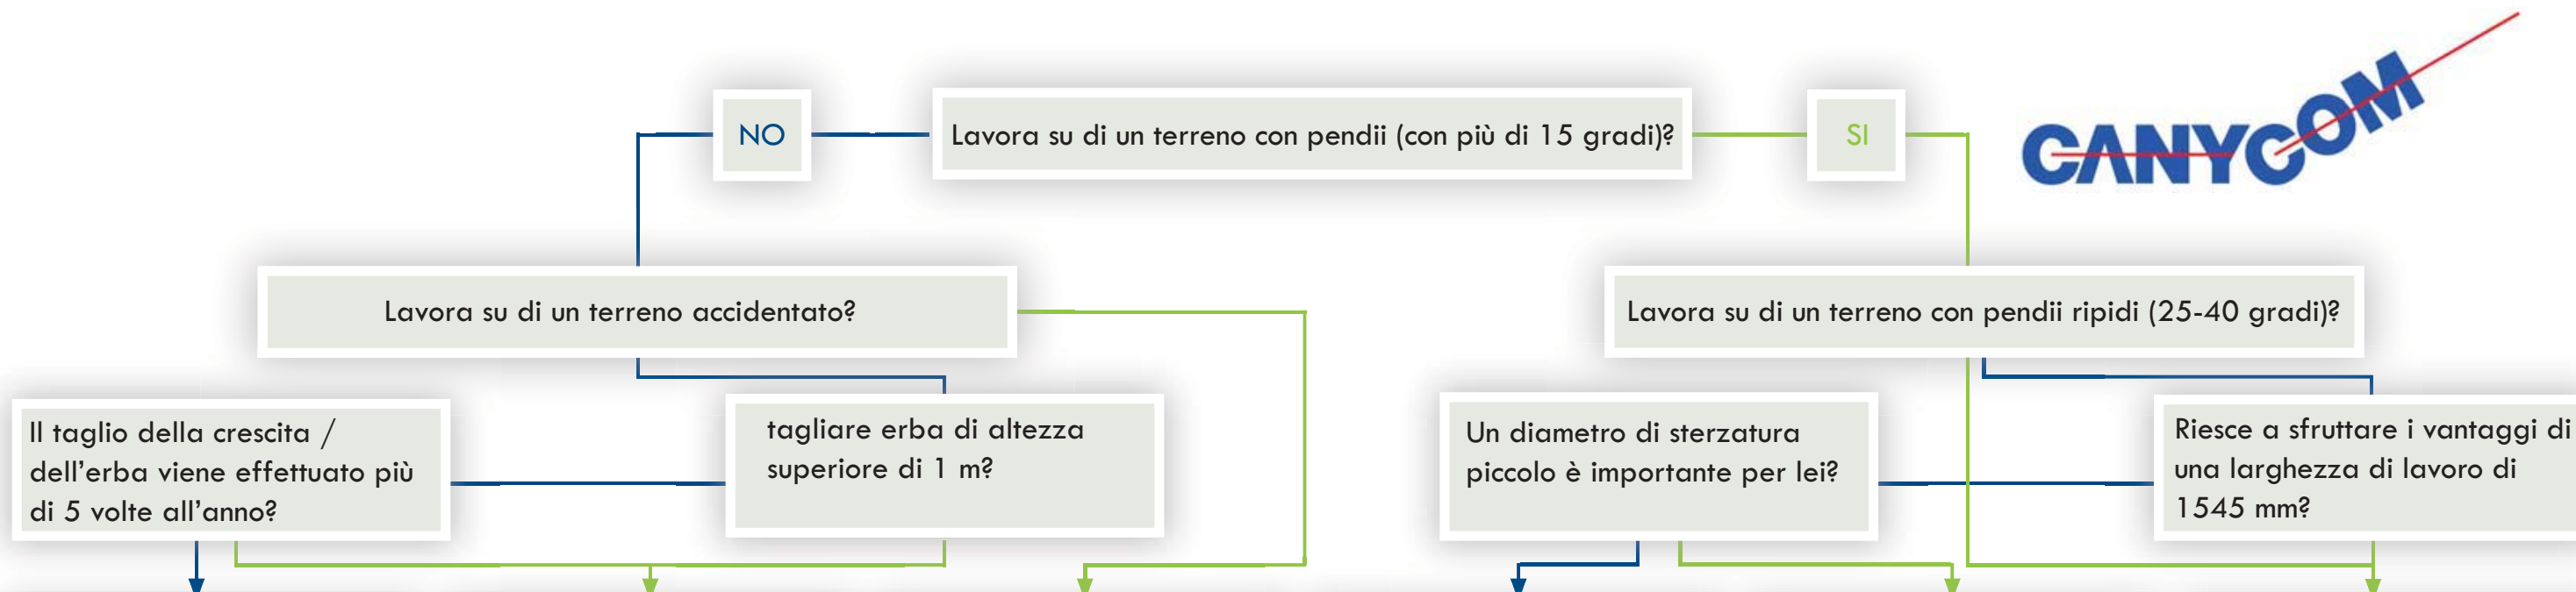 NO
Lavora su di un terreno con pendii (con più di 15 gradi)?
SI
CANYCOM
Lavora su di un terreno accidentato?
Lavora su di un terreno con pendii ripidi (25-40 gradi)?
Il taglio della crescita /
dell'erba viene effettuato più
di 5 volte all'anno?
tagliare erba di altezza
superiore di 1 m?
Un diametro di sterzatura
piccolo è importante per lei?
Riesce a sfruttare i vantaggi di
una larghezza di lavoro di
1545 mm?